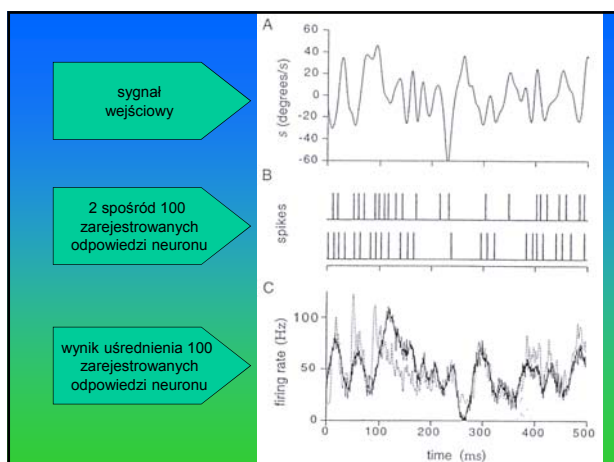 sygnał
wejściowy
2 spośród 100
zarejestrowanych
odpowiedzi neuronu
wynik uśrednienia 100
zarejestrowanych
odpowiedzi neuronu
A
s (degrees/s)
60
40
20
0
-20
-40
-60
B
spikes
C
firing rate (Hz)
100
50
0
0 100 200 300 400 500
time (ms)